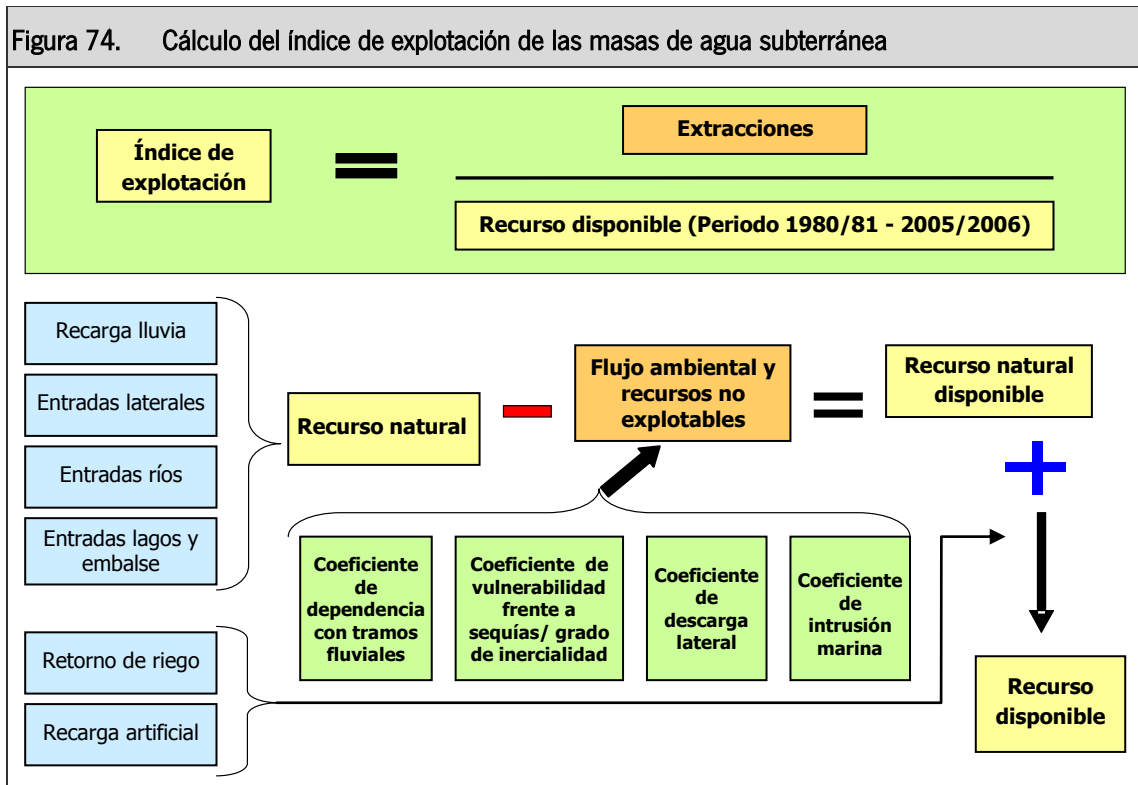 Figura 74. Cálculo del índice de explotación de las masas de agua subterránea
Índice de
explotación
=
Extracciones
Recurso disponible (Periodo 1980/81 - 2005/2006)
Recarga lluvia
Entradas laterales
Entradas ríos
Entradas lagos y
embalse
Recurso natural
Flujo ambiental y
recursos no
explotables
=
Recurso natural
disponible
+
Coeficiente
de
dependencia
con tramos
fluviales
Coeficiente de
vulnerabilidad
frente a
sequías/ grado
de inercialidad
Coeficiente
de
descarga
lateral
Coeficiente
de
intrusión
marina
Retorno de riego
Recarga artificial
Recurso
disponible